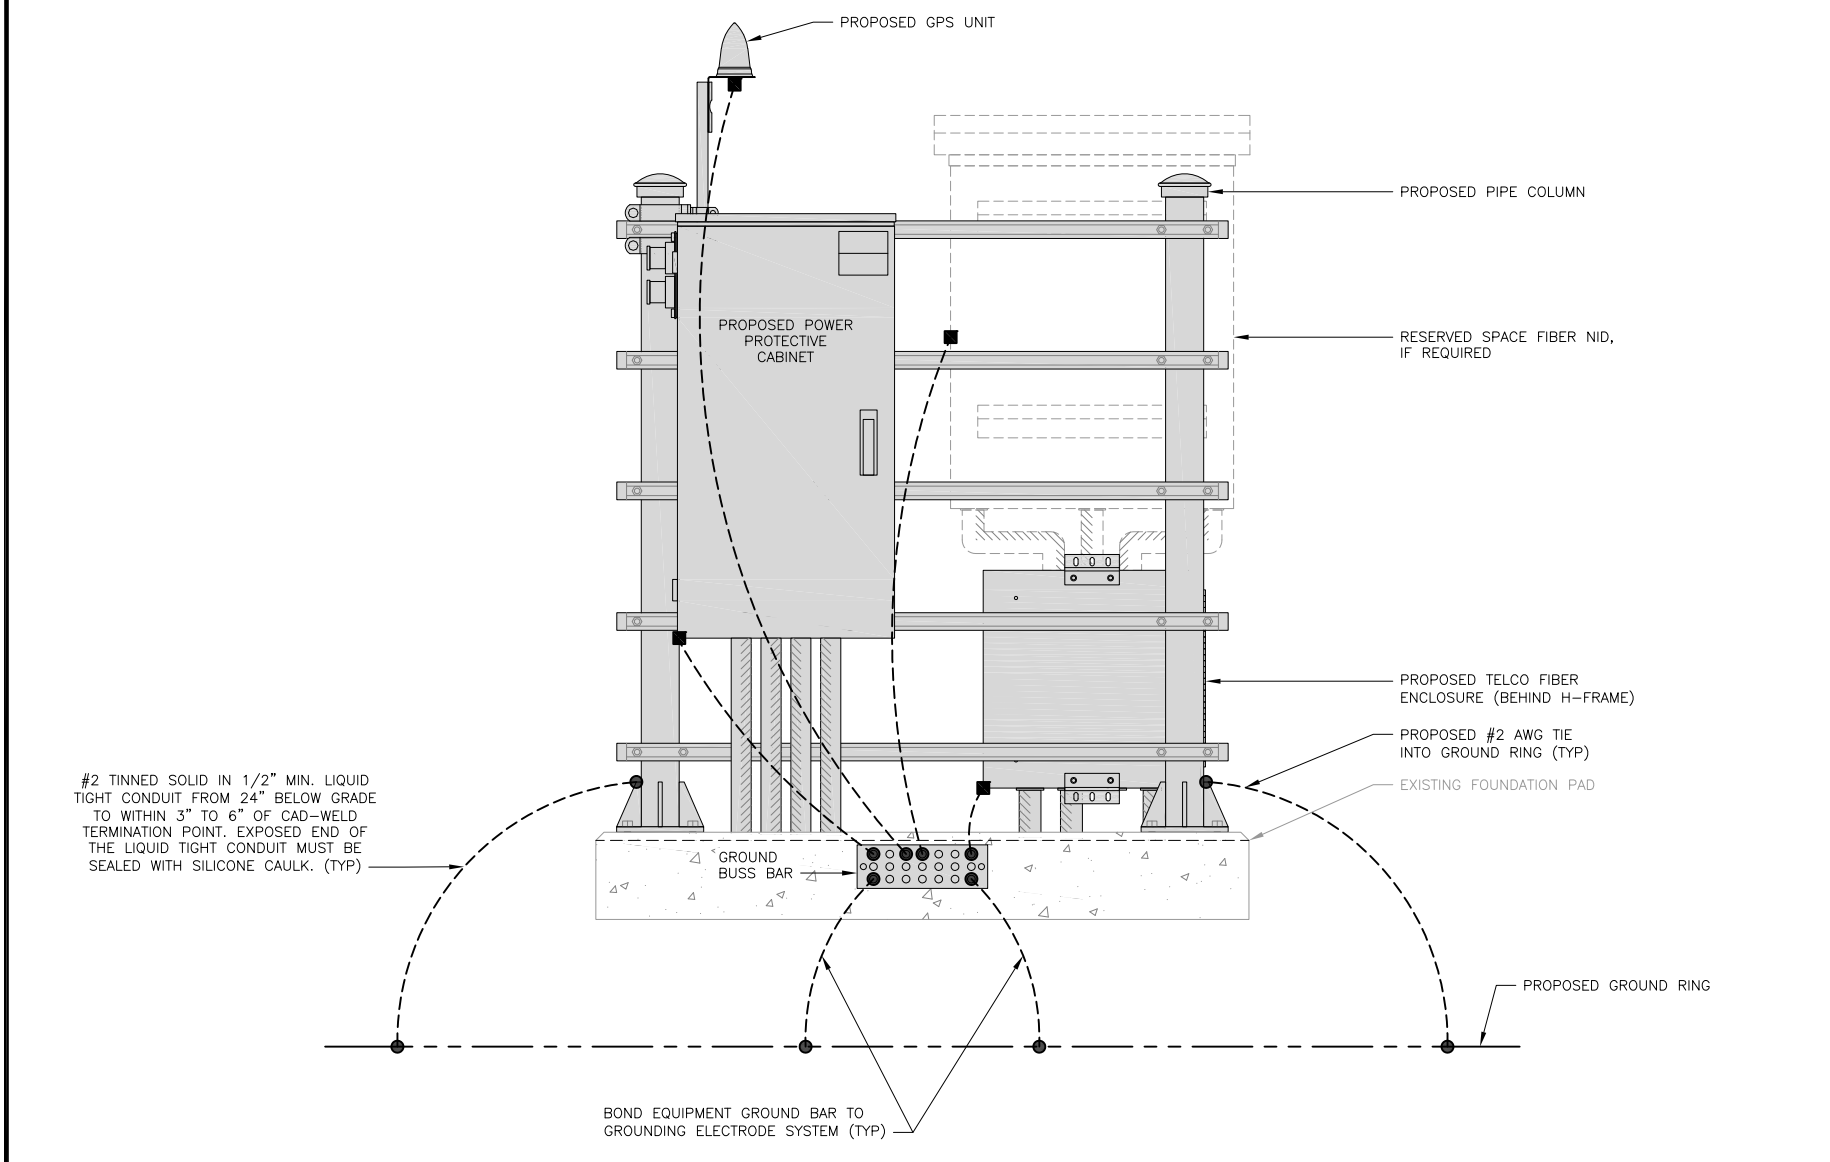 PROPOSED GPS UNIT
PROPOSED PIPE COLUMN
PROPOSED POWER
PROTECTIVE
CABINET
RESERVED SPACE FIBER NID,
IF REQUIRED
PROPOSED TELCO FIBER
ENCLOSURE (BEHIND H-FRAME)
PROPOSED #2 AWG TIE
INTO GROUND RING (TYP)
EXISTING FOUNDATION PAD
#2 TINNED SOLID IN 1/2" MIN. LIQUID
TIGHT CONDUIT FROM 24" BELOW GRADE
TO WITHIN 3" TO 6" OF CAD-WELD
TERMINATION POINT. EXPOSED END OF
THE LIQUID TIGHT CONDUIT MUST BE
SEALED WITH SILICONE CAULK. (TYP)
GROUND
BUSS BAR
PROPOSED GROUND RING
BOND EQUIPMENT GROUND BAR TO
GROUNDING ELECTRODE SYSTEM (TYP)